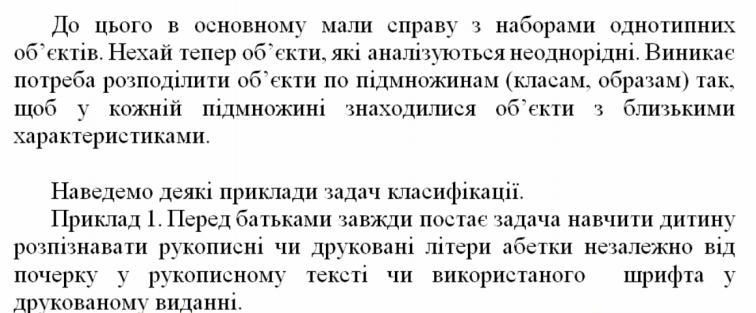 До цього в основному мали справу з наборами однотипних
об’єктів. Нехай тепер об’єкти, які аналізуються неоднорідні. Виникає
потреба розподілити об’єкти по підмножинам (класам, образам) так,
щоб у кожній підмножині знаходилися об’єкти з близькими
характеристиками.
Наведемо деякі приклади задач класифікації.
Приклад 1. Перед батьками завжди постає задача навчити дитину
розпізнавати рукописні чи друковані літери абетки незалежно від
почерку у рукописному тексті чи використаного шрифта у
друкованому виданні.